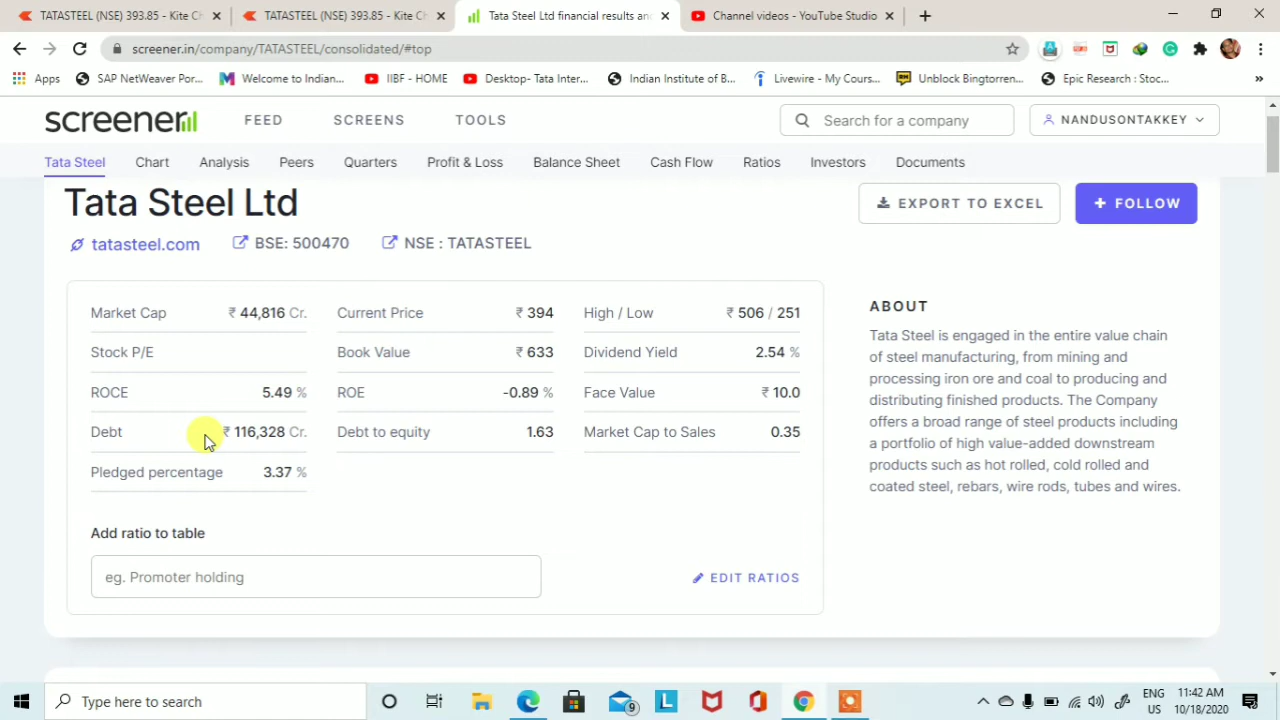 TATASTEEL (NSE) 393.85 - Kite Ch
TATASTEEL (NSE) 393.85 - Kite Ch
Tata Steel Ltd financial results an
Channel videos - YouTube Studio
screener.in/company/TATASTEEL/consolidated/#top
Apps
SAP NetWeaver Por...
Welcome to Indian...
IIBF - HOME
Desktop- Tata Inter...
Indian Institute of B...
Livewire - My Cours...
Unblock Bingtorren...
Epic Research : Stoc...
screener
FEED
SCREENS
TOOLS
Search for a company
NANDUSONTAKKEY
Tata Steel
Chart
Analysis
Peers
Quarters
Profit & Loss
Balance Sheet
Cash Flow
Ratios
Investors
Documents
Tata Steel Ltd
EXPORT TO EXCEL
+ FOLLOW
tatasteel.com
BSE: 500470
NSE : TATASTEEL
Market Cap ₹ 44,816 Cr.
Current Price ₹ 394
High / Low ₹ 506 / 251
Stock P/E
Book Value ₹ 633
Dividend Yield 2.54 %
ROCE 5.49 %
ROE -0.89 %
Face Value ₹ 10.0
Debt ₹ 116,328 Cr.
Debt to equity 1.63
Market Cap to Sales 0.35
Pledged percentage 3.37 %
Add ratio to table
eg. Promoter holding
EDIT RATIOS
ABOUT
Tata Steel is engaged in the entire value chain
of steel manufacturing, from mining and
processing iron ore and coal to producing and
distributing finished products. The Company
offers a broad range of steel products including
a portfolio of high value-added downstream
products such as hot rolled, cold rolled and
coated steel, rebars, wire rods, tubes and wires.
Type here to search
9
L
ENG
US
11:42 AM
10/18/2020